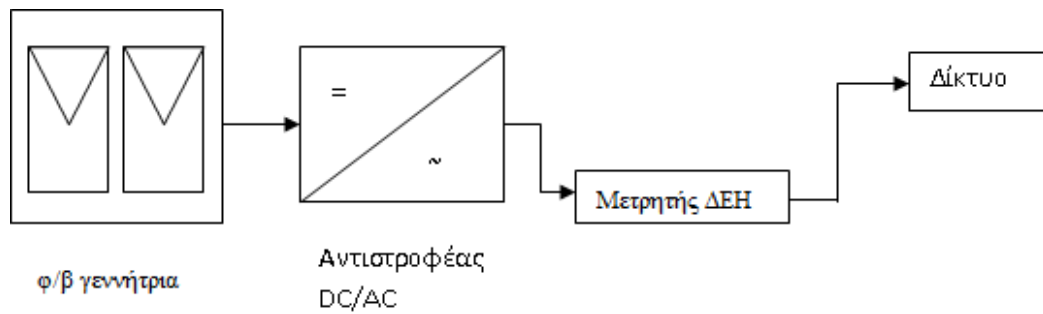 =
~
Δίκτυο
Μετρητής ΔΕΗ
φ/β γεννήτρια
Αντιστροφέας
DC/AC